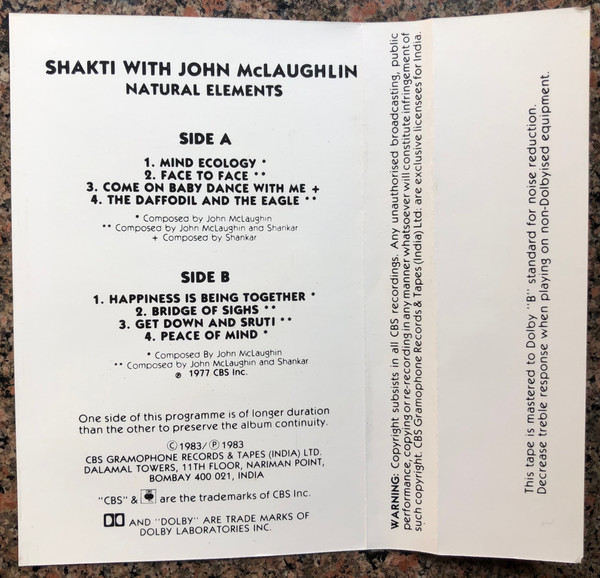 SHAKTI WITH JOHN McLAUGHLIN
NATURAL ELEMENTS
SIDE A
1. MIND ECOLOGY *
2. FACE TO FACE **
3. COME ON BABY DANCE WITH ME +
4. THE DAFFODIL AND THE EAGLE **
* Composed by John McLaughin
** Composed by John McLaughin and Shankar
+ Composed by Shankar
SIDE B
1. HAPPINESS IS BEING TOGETHER *
2. BRIDGE OF SIGHS **
3. GET DOWN AND SRUTI **
4. PEACE OF MIND *
* Composed By John McLaughin
** Composed by John McLaughin and Shankar
℗ 1977 CBS Inc.
One side of this programme is of longer duration
than the other to preserve the album continuity.
© 1983/ ℗ 1983
CBS GRAMOPHONE RECORDS & TAPES (INDIA) LTD.
DALAMAL TOWERS, 11TH FLOOR, NARIMAN POINT,
BOMBAY 400 021, INDIA
"CBS" & are the trademarks of CBS Inc.
AND "DOLBY" ARE TRADE MARKS OF
DOLBY LABORATORIES INC.
WARNING: Copyright subsists in all CBS recordings. Any unauthorised broadcasting, public
performance, copying or re-recording in any manner whatsoever will constitute infringement of
such copyright. CBS Gramophone Records & Tapes (India) Ltd. are exclusive licensees for India.
This tape is mastered to Dolby "B" standard for noise reduction.
Decrease treble response when playing on non-Dolbyised equipment.